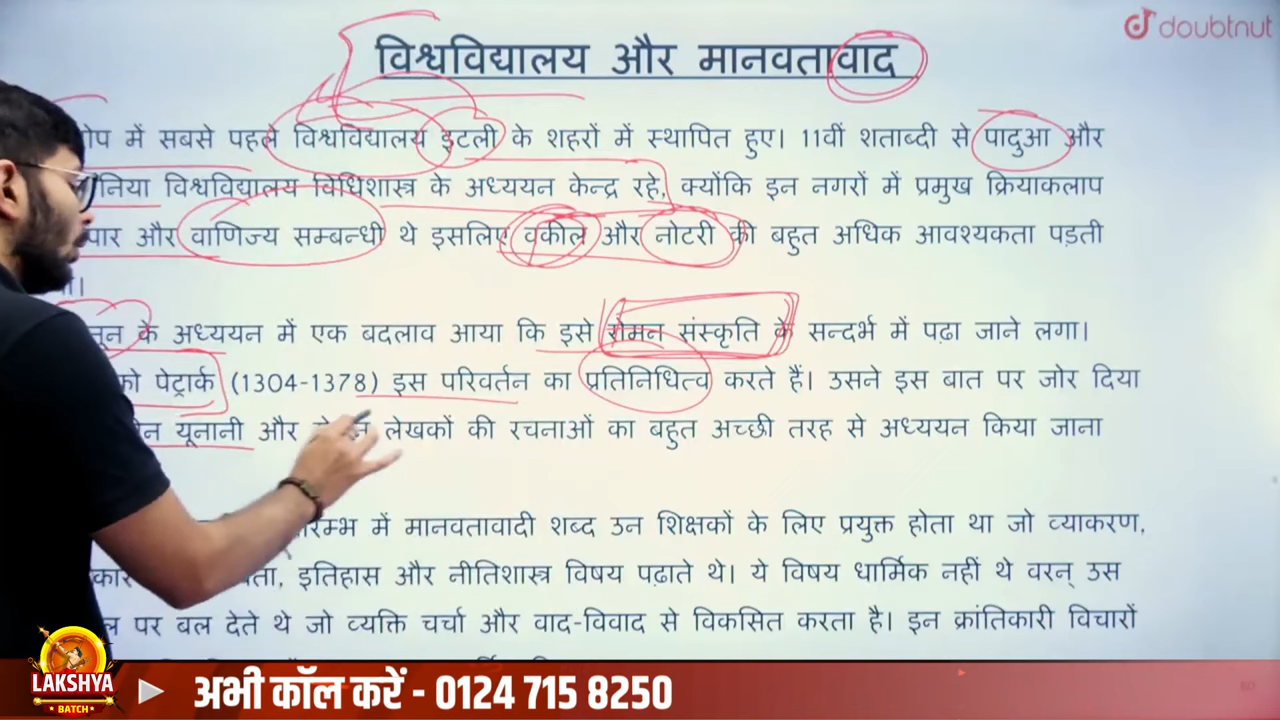 doubtnut
विश्वविद्यालय और मानवतावाद
में सबसे पहले विश्वविद्यालय इटली के शहरों में स्थापित हुए। 11वीं शताब्दी से पादुआ और
विश्वविद्यालय विधिशास्त्र के अध्ययन केन्द्र रहे, क्योंकि इन नगरों में प्रमुख क्रियाकलाप
और वाणिज्य सम्बन्धी थे इसलिए वकील और नोटरी की बहुत अधिक आवश्यकता पड़ती
के अध्ययन में एक बदलाव आया कि इसे रोमन संस्कृति के सन्दर्भ में पढ़ा जाने लगा।
पेट्रार्क (1304-1378) इस परिवर्तन का प्रतिनिधित्व करते हैं। उसने इस बात पर जोर दिया
यूनानी और लेखकों की रचनाओं का बहुत अच्छी तरह से अध्ययन किया जाना
में मानवतावादी शब्द उन शिक्षकों के लिए प्रयुक्त होता था जो व्याकरण,
इतिहास और नीतिशास्त्र विषय पढ़ाते थे। ये विषय धार्मिक नहीं थे वरन् उस
पर बल देते थे जो व्यक्ति चर्चा और वाद-विवाद से विकसित करता है। इन क्रांतिकारी विचारों
LAKSHYA
BATCH
अभी कॉल करें - 0124 715 8250